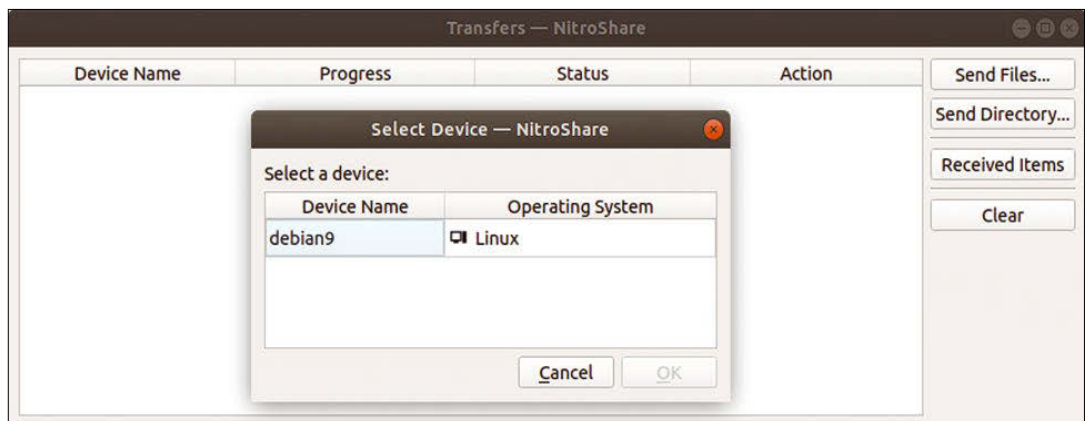 Transfers — NitroShare
Device Name Progress Status Action
Send Files...
Send Directory...
Received Items
Clear
Select Device — NitroShare
Select a device:
Device Name Operating System
debian9 Linux
Cancel OK